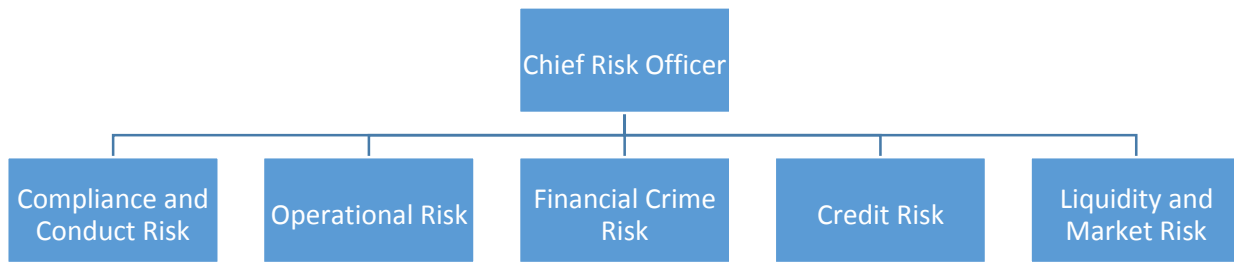 Chief Risk Officer
Compliance and
Conduct Risk
Operational Risk
Financial Crime
Risk
Credit Risk
Liquidity and
Market Risk